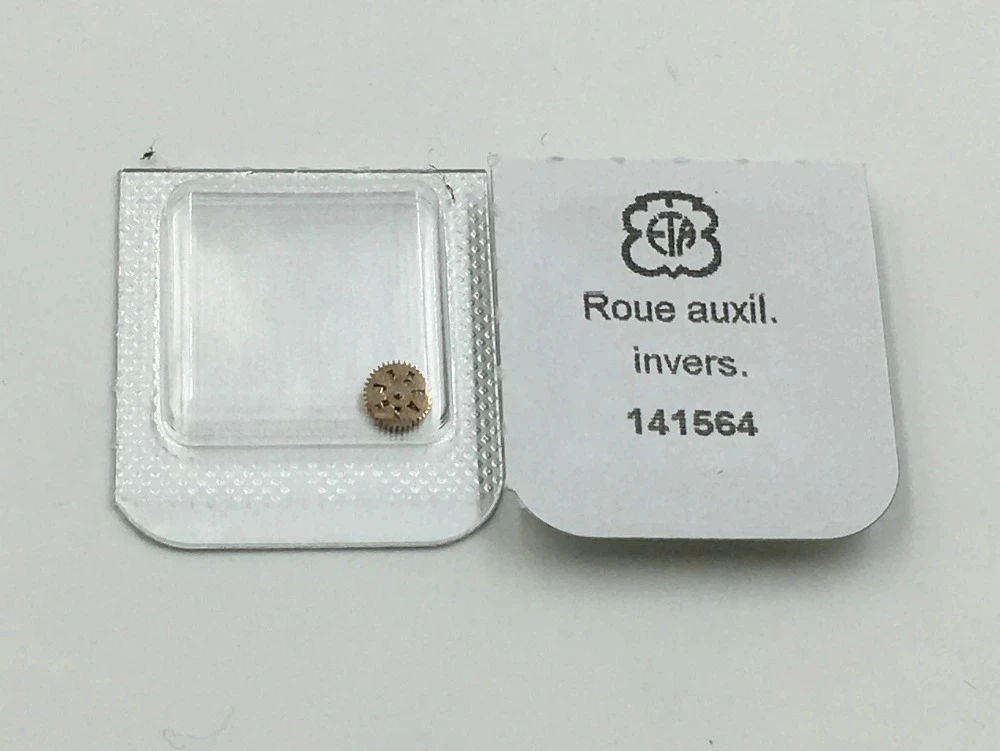 ETA
Roue auxil.
invers.
141564